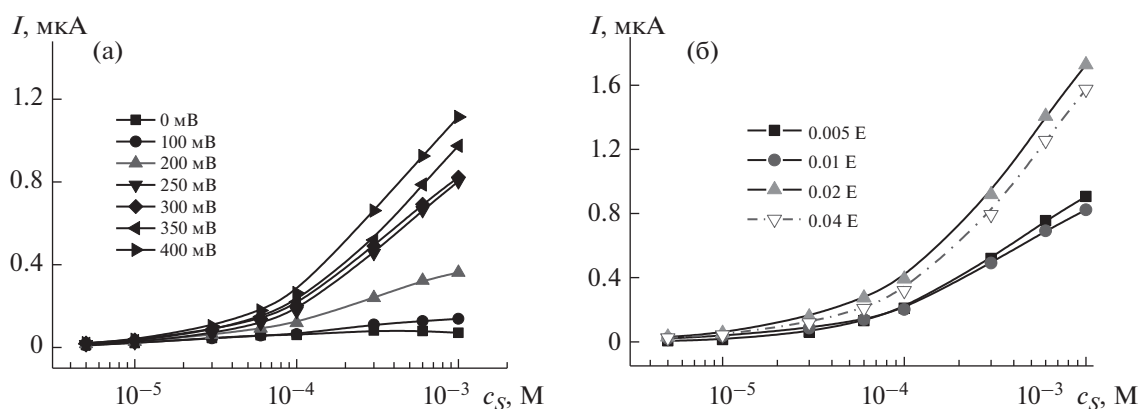 I, мкА
(а)
1.2
0.8
0.4
0
0 мВ
100 мВ
200 мВ
250 мВ
300 мВ
350 мВ
400 мВ
10⁻⁵
10⁻⁴
10⁻³
c_S, М
I, мкА
(б)
1.6
1.2
0.8
0.4
0
0.005 Е
0.01 Е
0.02 Е
0.04 Е
10⁻⁵
10⁻⁴
10⁻³
c_S, М